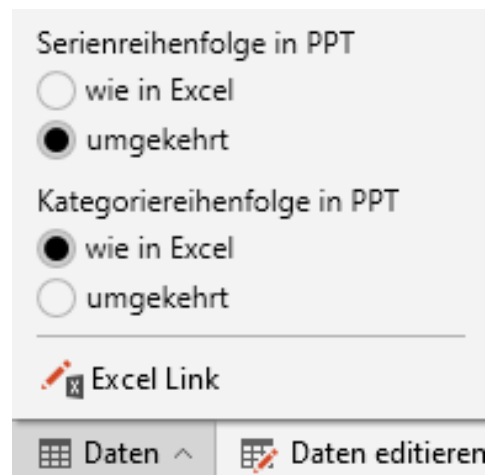 Serienreihenfolge in PPT
wie in Excel
umgekehrt
Kategoriereihenfolge in PPT
wie in Excel
umgekehrt
Excel Link
Daten
Daten editieren